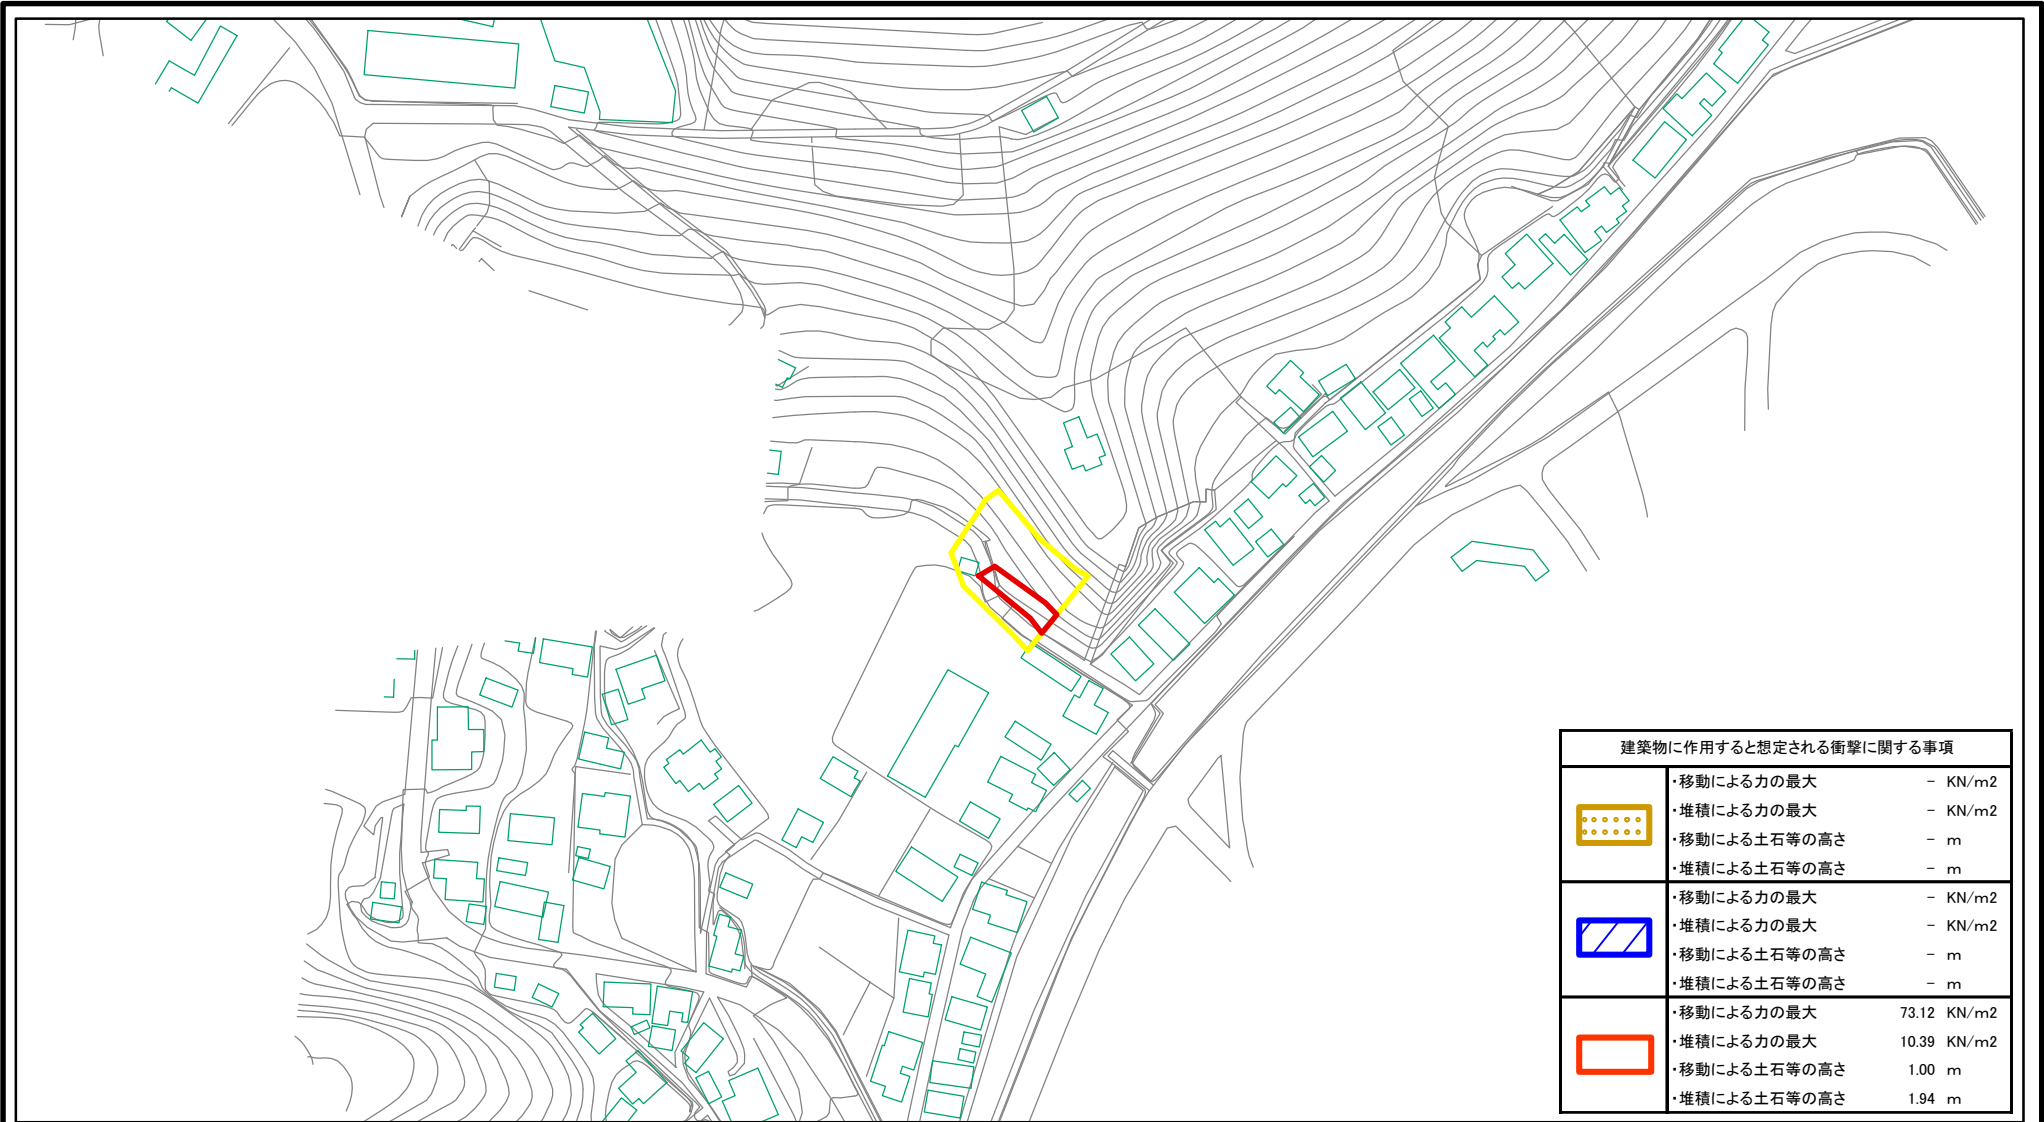 建築物に作用すると想定される衝撃に関する事項
・移動による力の最大 － KN/m2
・堆積による力の最大 － KN/m2
・移動による土石等の高さ － m
・堆積による土石等の高さ － m
・移動による力の最大 － KN/m2
・堆積による力の最大 － KN/m2
・移動による土石等の高さ － m
・堆積による土石等の高さ － m
・移動による力の最大 73.12 KN/m2
・堆積による力の最大 10.39 KN/m2
・移動による土石等の高さ 1.00 m
・堆積による土石等の高さ 1.94 m